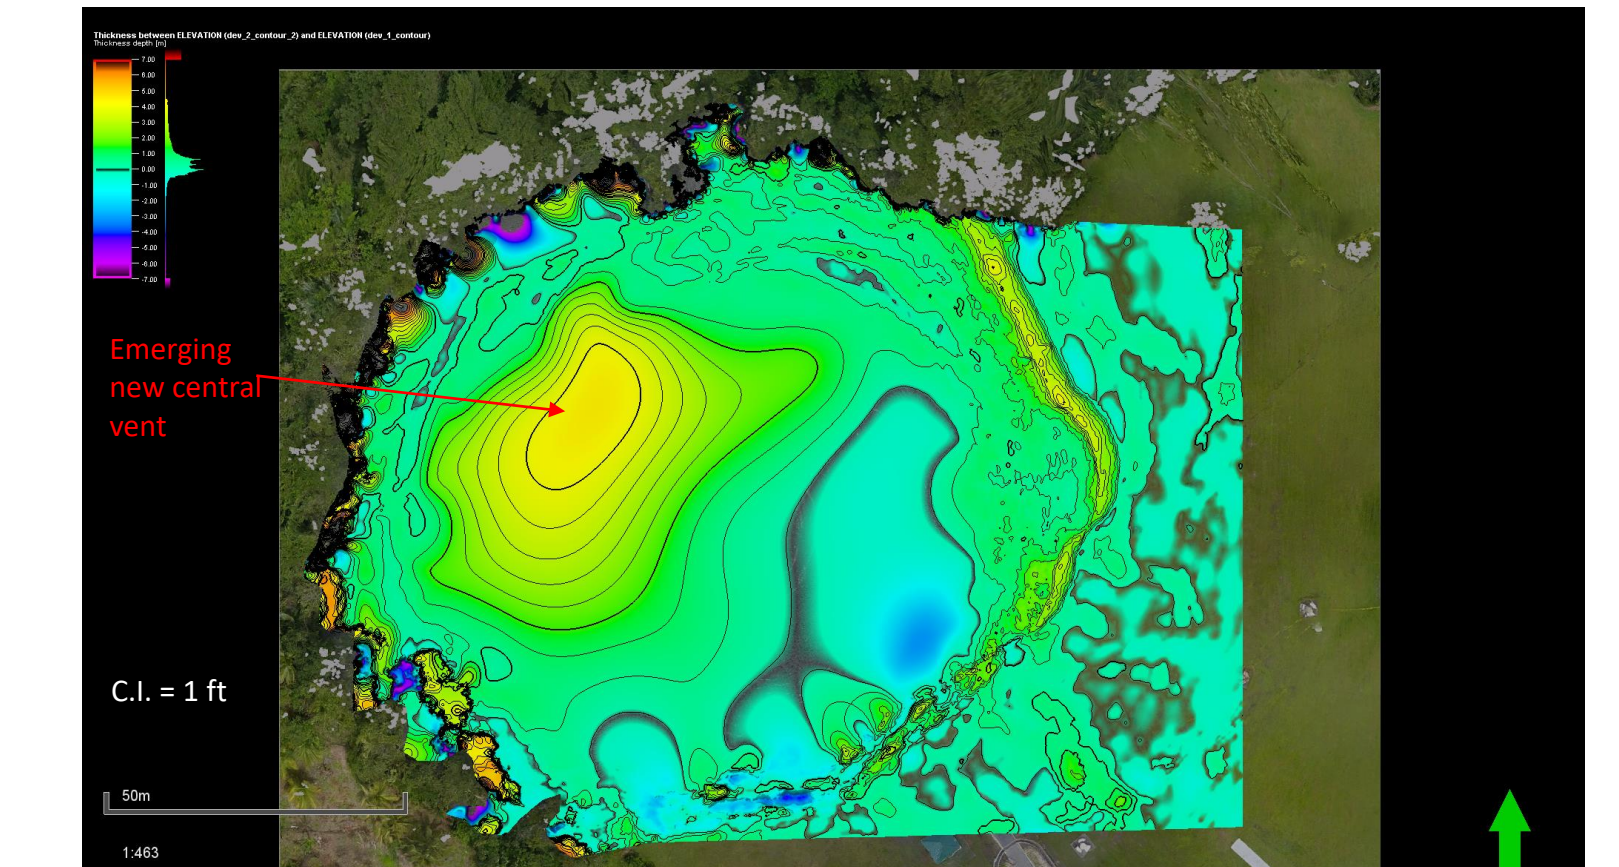 Thickness between ELEVATION (dev_2_contour_2) and ELEVATION (dev_1_contour)
Thickness depth [m]
7.00
6.00
5.00
4.00
3.00
2.00
1.00
0.00
-1.00
-2.00
-3.00
-4.00
-5.00
-6.00
-7.00
Emerging
new central
vent
C.I. = 1 ft
50m
1:463